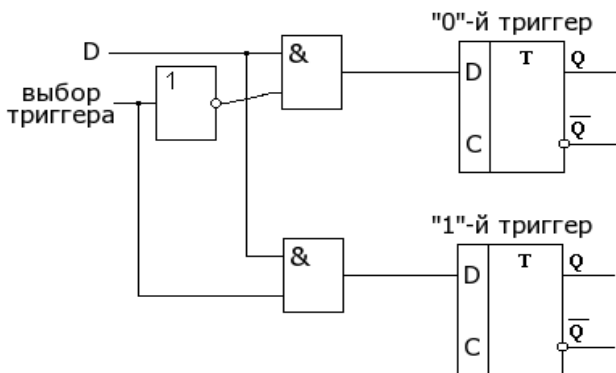 "0"-й триггер
D
&
D
T
Q
1
выбор
триггера
C
Q
"1"-й триггер
&
D
T
Q
C
Q